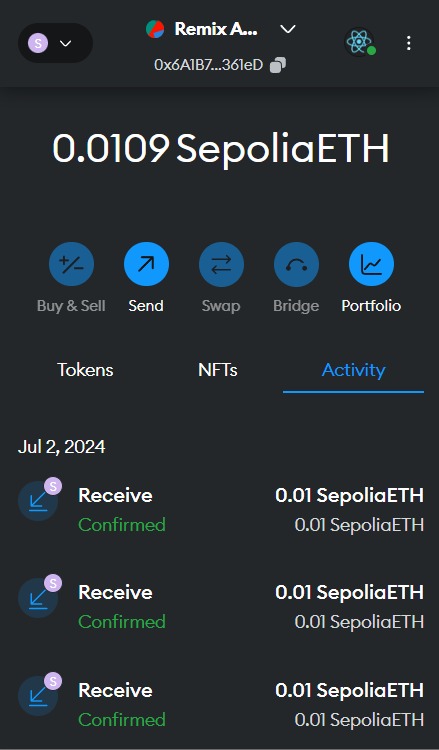 S
Remix A...
0x6A1B7...361eD
0.0109 SepoliaETH
Buy & Sell
Send
Swap
Bridge
Portfolio
Tokens
NFTs
Activity
Jul 2, 2024
S
Receive
0.01 SepoliaETH
Confirmed
0.01 SepoliaETH
S
Receive
0.01 SepoliaETH
Confirmed
0.01 SepoliaETH
S
Receive
0.01 SepoliaETH
Confirmed
0.01 SepoliaETH